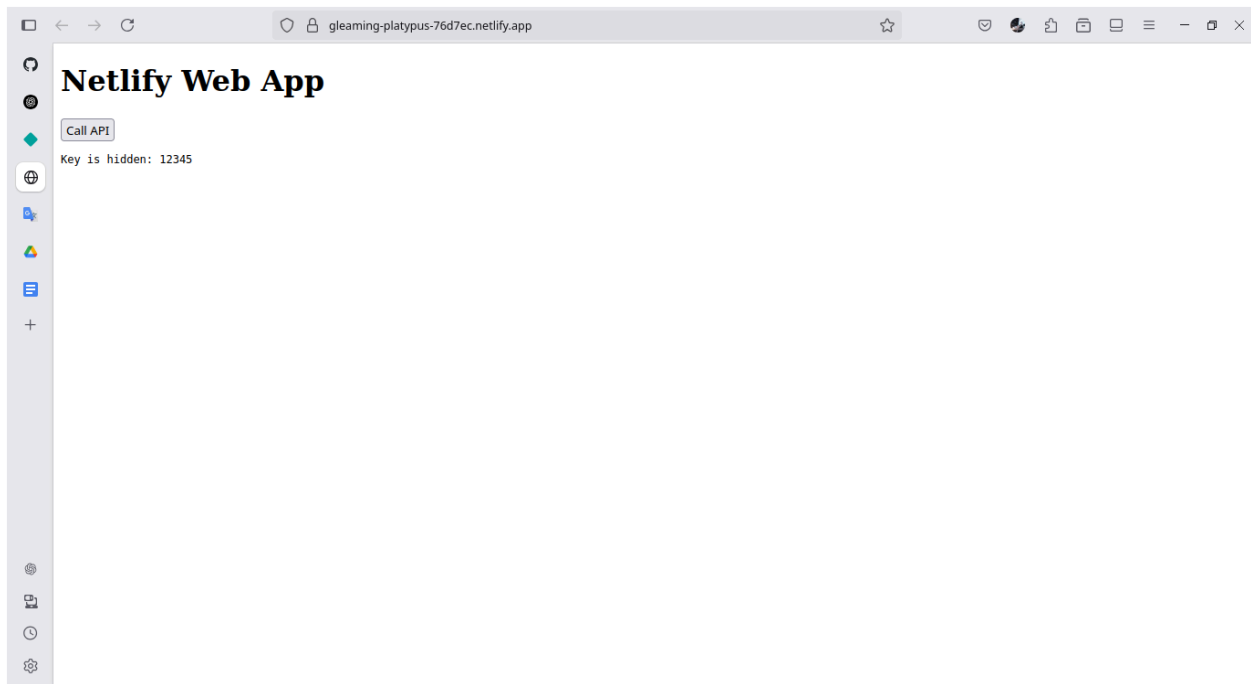 gleaming-platypus-76d7ec.netlify.app
Netlify Web App
Call API
Key is hidden: 12345